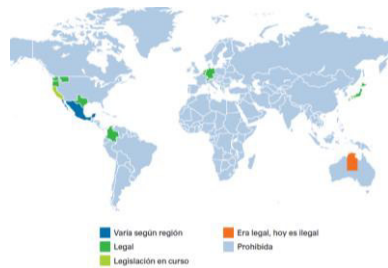 Varía según región
Legal
Legislación en curso
Era legal, hoy es ilegal
Prohibida